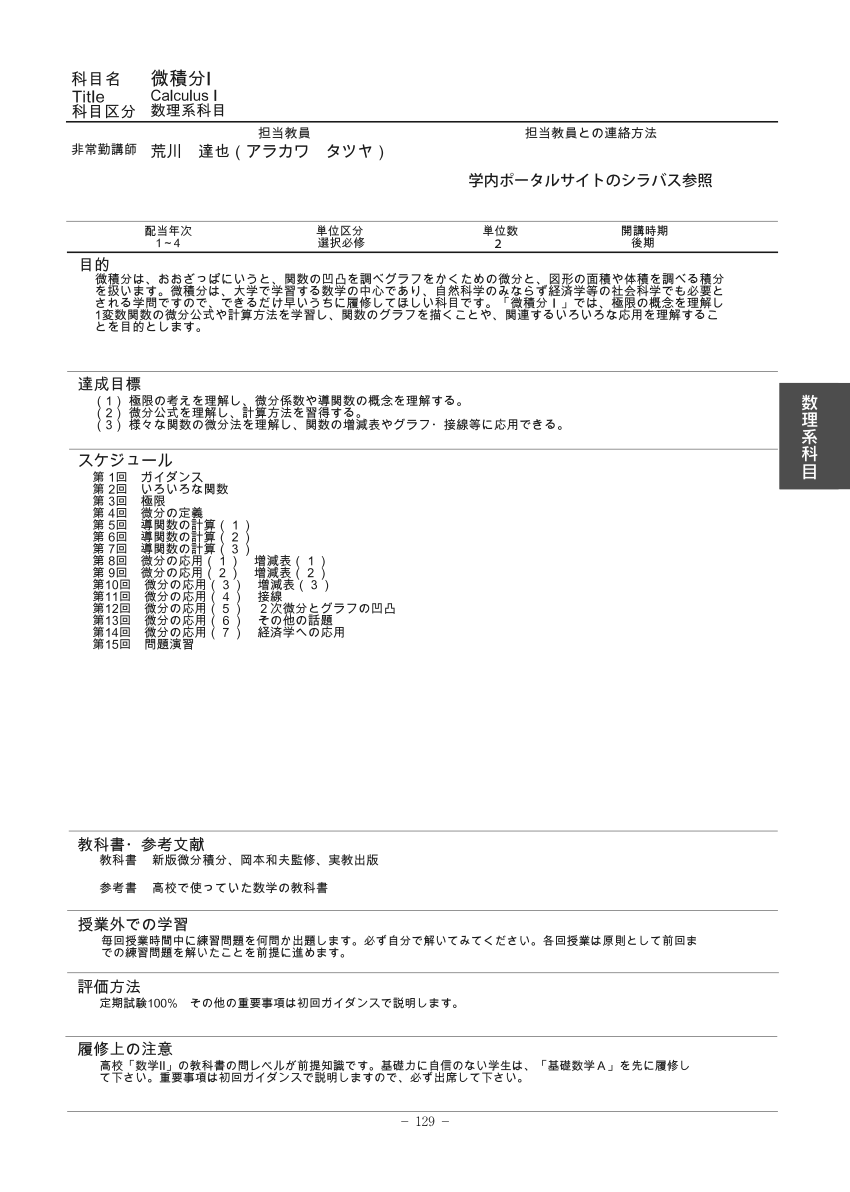 科目名 微積分I
Title Calculus I
科目区分 数理系科目
担当教員 担当教員との連絡方法
非常勤講師 荒川 達也(アラカワ タツヤ)
学内ポータルサイトのシラバス参照
配当年次 単位区分 単位数 開講時期
1~4 選択必修 2 後期
目的
微積分は、おおざっぱにいうと、関数の凹凸を調べグラフをかくための微分と、図形の面積や体積を調べる積分
を扱います。微積分は、大学で学習する数学の中心であり、自然科学のみならず経済学等の社会科学でも必要と
される学問ですので、できるだけ早いうちに履修してほしい科目です。「微積分Ⅰ」では、極限の概念を理解し
1変数関数の微分公式や計算方法を学習し、関数のグラフを描くことや、関連するいろいろな応用を理解するこ
とを目的とします。
達成目標
(1)極限の考えを理解し、微分係数や導関数の概念を理解する。
(2)微分公式を理解し、計算方法を習得する。
(3)様々な関数の微分法を理解し、関数の増減表やグラフ・接線等に応用できる。
数理系科目
スケジュール
第 1回 ガイダンス
第 2回 いろいろな関数
第 3回 極限
第 4回 微分の定義
第 5回 導関数の計算(1)
第 6回 導関数の計算(2)
第 7回 導関数の計算(3)
第 8回 微分の応用(1) 増減表(1)
第 9回 微分の応用(2) 増減表(2)
第10回 微分の応用(3) 増減表(3)
第11回 微分の応用(4) 接線
第12回 微分の応用(5) 2次微分とグラフの凹凸
第13回 微分の応用(6) その他の話題
第14回 微分の応用(7) 経済学への応用
第15回 問題演習
教科書・参考文献
教科書 新版微分積分、岡本和夫監修、実教出版
参考書 高校で使っていた数学の教科書
授業外での学習
毎回授業時間中に練習問題を何問か出題します。必ず自分で解いてみてください。各回授業は原則として前回ま
での練習問題を解いたことを前提に進めます。
評価方法
定期試験100% その他の重要事項は初回ガイダンスで説明します。
履修上の注意
高校「数学II」の教科書の問レベルが前提知識です。基礎力に自信のない学生は、「基礎数学A」を先に履修し
て下さい。重要事項は初回ガイダンスで説明しますので、必ず出席して下さい。
- 129 -